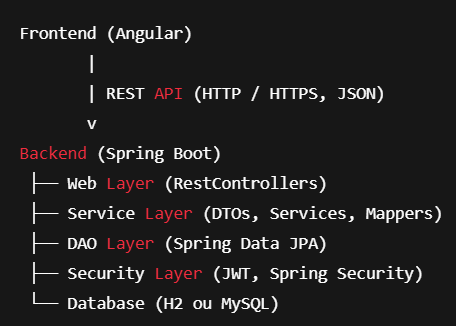 Frontend (Angular)
|
| REST API (HTTP / HTTPS, JSON)
v
Backend (Spring Boot)
├── Web Layer (RestControllers)
├── Service Layer (DTOs, Services, Mappers)
├── DAO Layer (Spring Data JPA)
├── Security Layer (JWT, Spring Security)
└── Database (H2 ou MySQL)